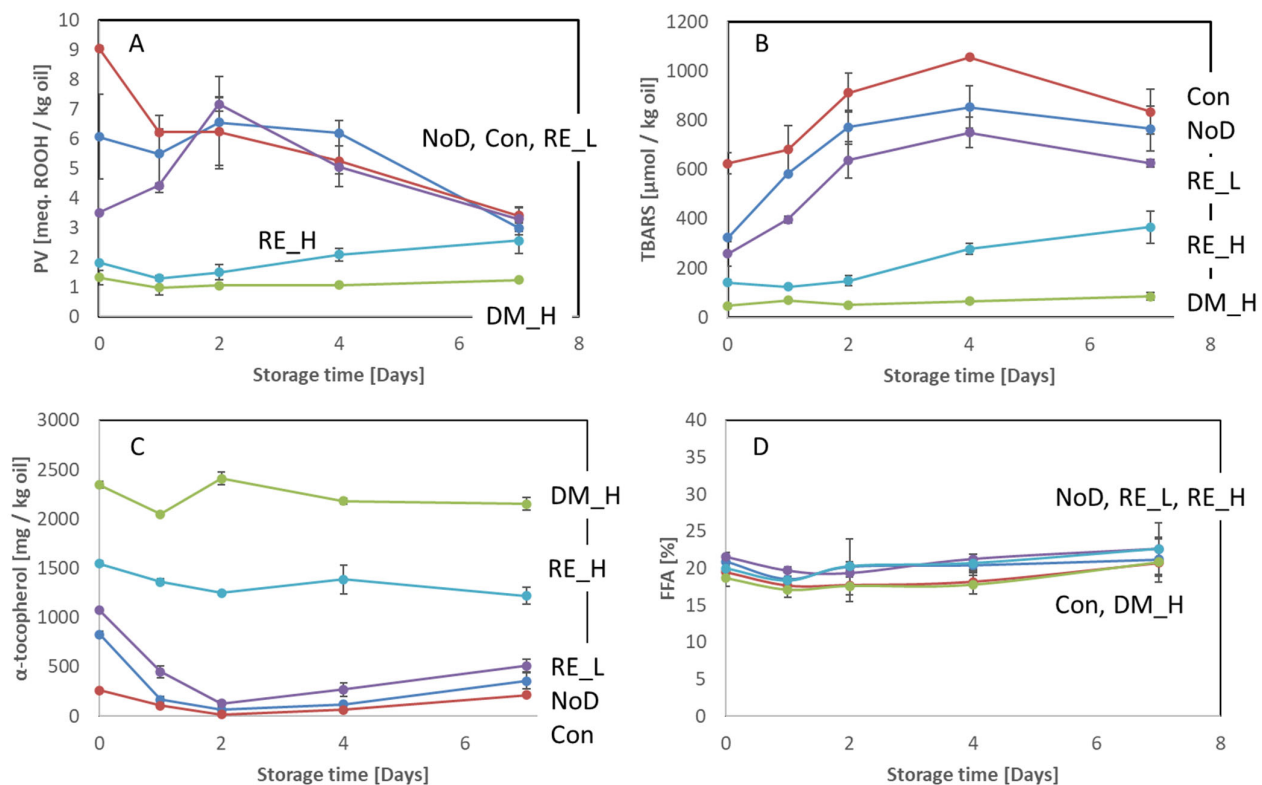 A
PV [meq. ROOH / kg oil]
10
9
8
7
6
5
4
3
2
1
0
NoD, Con, RE_L
RE_H
DM_H
0 2 4 6 8
Storage time [Days]
B
TBARS [µmol / kg oil]
1200
1000
800
600
400
200
0
Con
NoD
RE_L
RE_H
DM_H
0 2 4 6 8
Storage time [Days]
C
α-tocopherol [mg / kg oil]
3000
2500
2000
1500
1000
500
0
DM_H
RE_H
RE_L
NoD
Con
0 2 4 6
Storage time [Days]
D
FFA [%]
40
35
30
25
20
15
10
5
0
NoD, RE_L, RE_H
Con, DM_H
0 2 4 6 8
Storage time [Days]